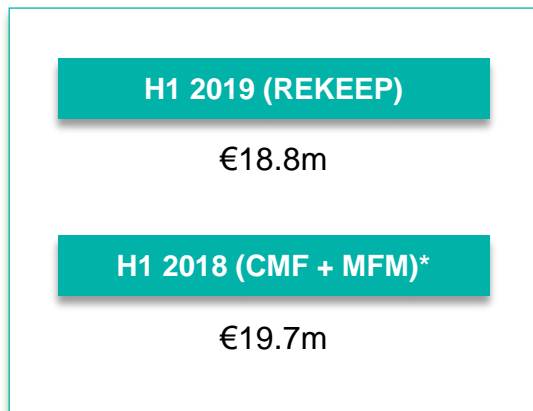 H1 2019 (REKEEP)
€18.8m
H1 2018 (CMF + MFM)*
€19.7m